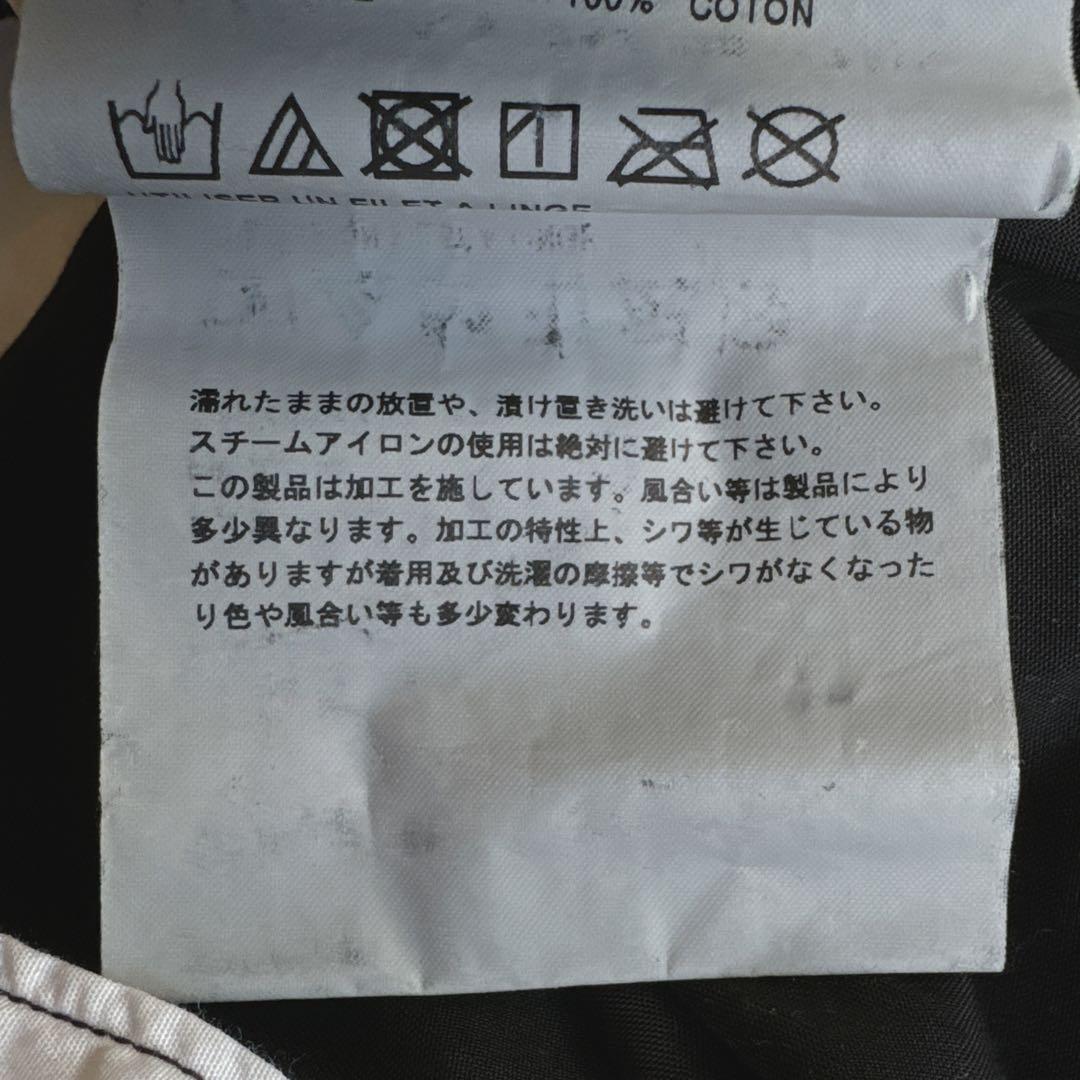 100% COTON
UTILISER UN FILET A LINGE
濡れたままの放置や、漬け置き洗いは避けて下さい。
スチームアイロンの使用は絶対に避けて下さい。
この製品は加工を施しています。風合い等は製品により
多少異なります。加工の特性上、シワ等が生じている物
がありますが着用及び洗濯の摩擦等でシワがなくなった
り色や風合い等も多少変わります。